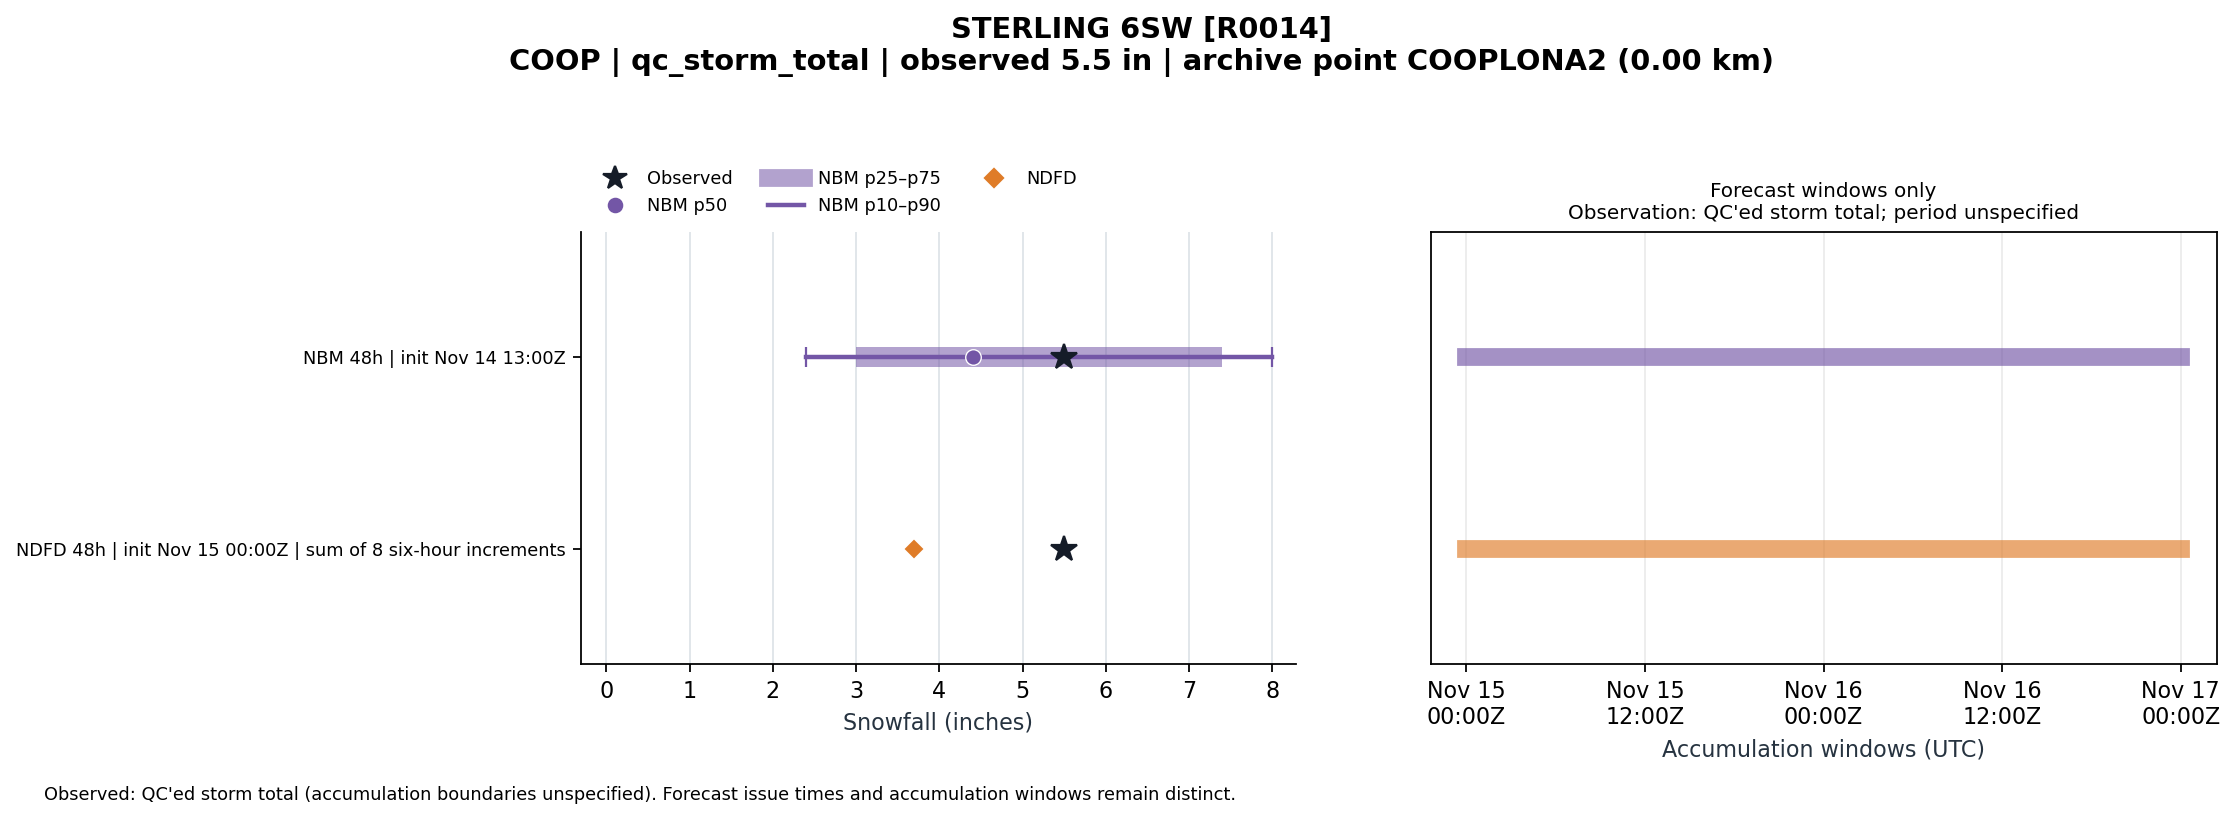 STERLING 6SW [R0014]
COOP | qc_storm_total | observed 5.5 in | archive point COOPLONA2 (0.00 km)
Observed
NBM p50
NBM p25–p75
NBM p10–p90
NDFD
NBM 48h | init Nov 14 13:00Z
NDFD 48h | init Nov 15 00:00Z | sum of 8 six-hour increments
0 1 2 3 4 5 6 7 8
Snowfall (inches)
Forecast windows only
Observation: QC'ed storm total; period unspecified
Nov 15 Nov 15 Nov 16 Nov 16 Nov 17
00:00Z 12:00Z 00:00Z 12:00Z 00:00Z
Accumulation windows (UTC)
Observed: QC'ed storm total (accumulation boundaries unspecified). Forecast issue times and accumulation windows remain distinct.